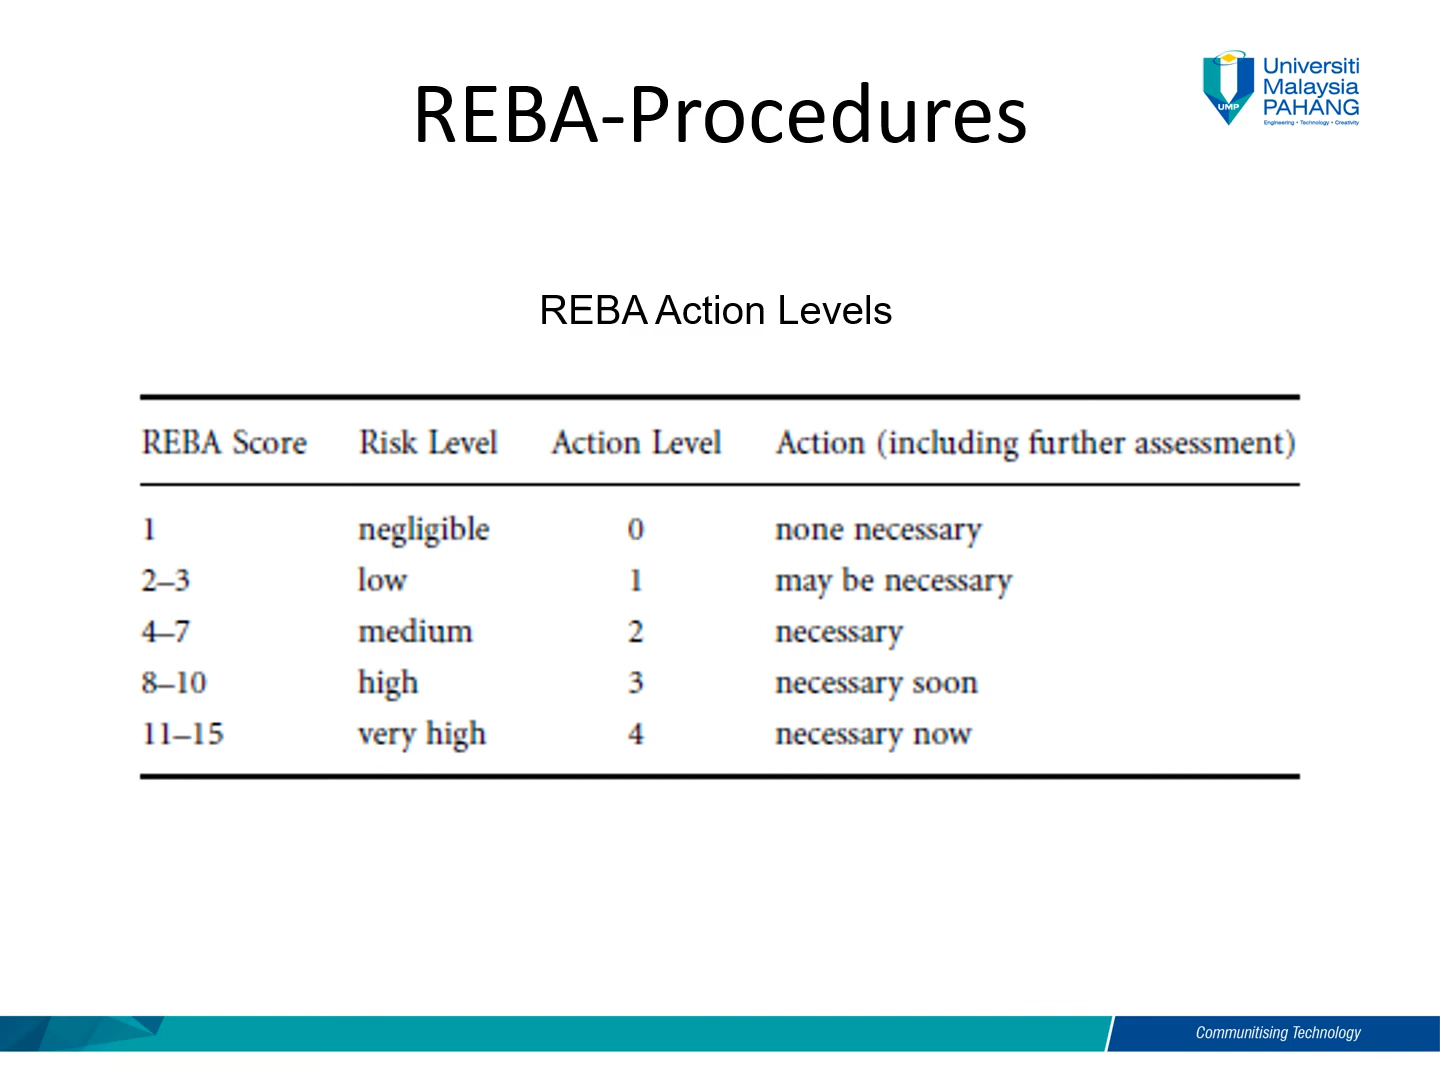 REBA-Procedures
Universiti
Malaysia
PAHANG
Engineering • Technology • Creativity
UMP
REBA Action Levels
REBA Score Risk Level Action Level Action (including further assessment)
1 negligible 0 none necessary
2–3 low 1 may be necessary
4–7 medium 2 necessary
8–10 high 3 necessary soon
11–15 very high 4 necessary now
Communitising Technology